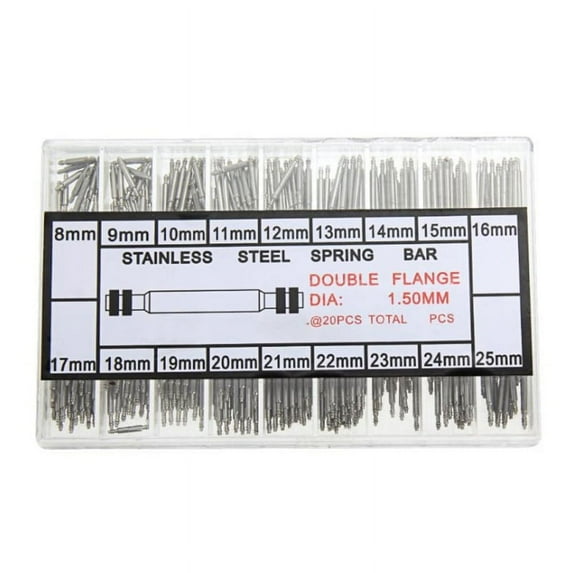 8mm 9mm 10mm 11mm 12mm 13mm 14mm 15mm 16mm
STAINLESS STEEL SPRING BAR
DOUBLE FLANGE
DIA: 1.50MM
.@20PCS TOTAL PCS
17mm 18mm 19mm 20mm 21mm 22mm 23mm 24mm 25mm